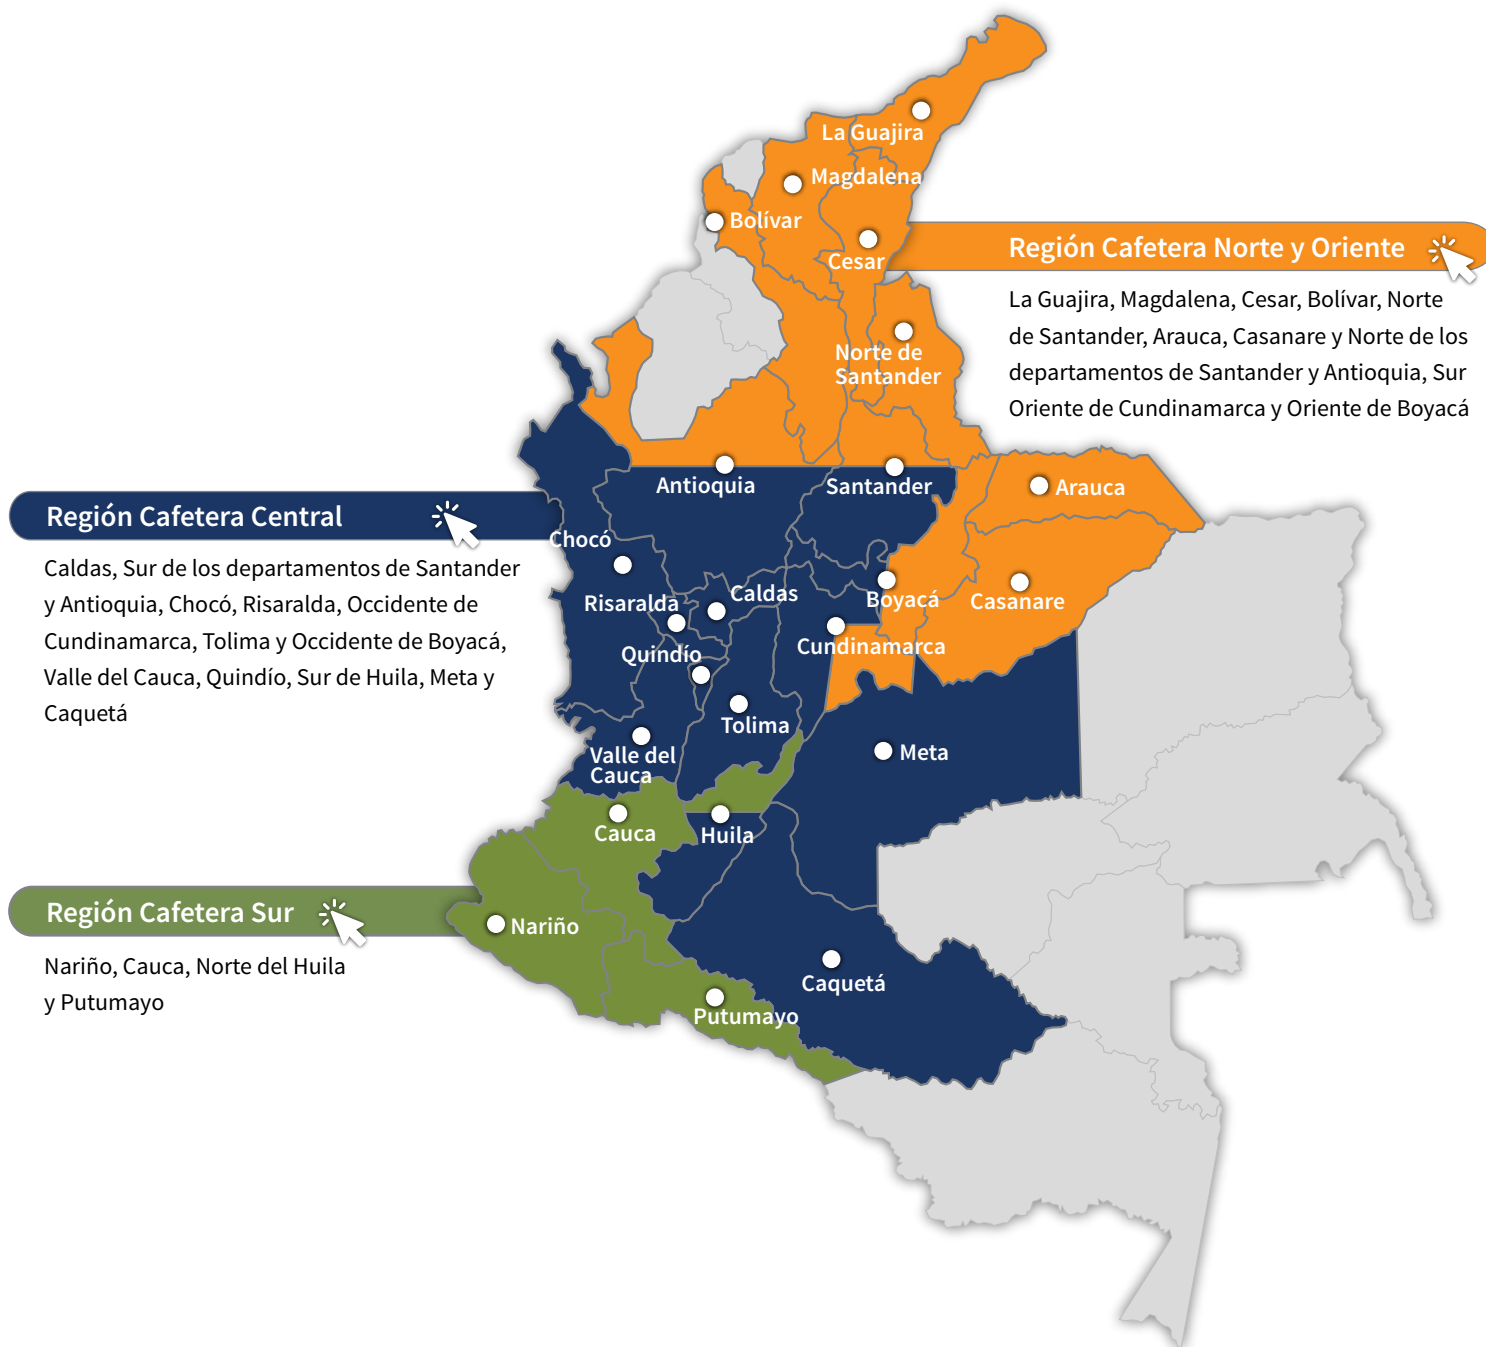 La Guajira
Magdalena
Bolívar
Cesar
Región Cafetera Norte y Oriente
La Guajira, Magdalena, Cesar, Bolívar, Norte
de Santander, Arauca, Casanare y Norte de los
departamentos de Santander y Antioquia, Sur
Oriente de Cundinamarca y Oriente de Boyacá
Norte de
Santander
Antioquia
Santander
Arauca
Región Cafetera Central
Caldas, Sur de los departamentos de Santander
y Antioquia, Chocó, Risaralda, Occidente de
Cundinamarca, Tolima y Occidente de Boyacá,
Valle del Cauca, Quindío, Sur de Huila, Meta y
Caquetá
Chocó
Risaralda
Caldas
Boyacá
Casanare
Quindío
Cundinamarca
Tolima
Valle del
Cauca
Meta
Cauca
Huila
Región Cafetera Sur
Nariño, Cauca, Norte del Huila
y Putumayo
Nariño
Caquetá
Putumayo